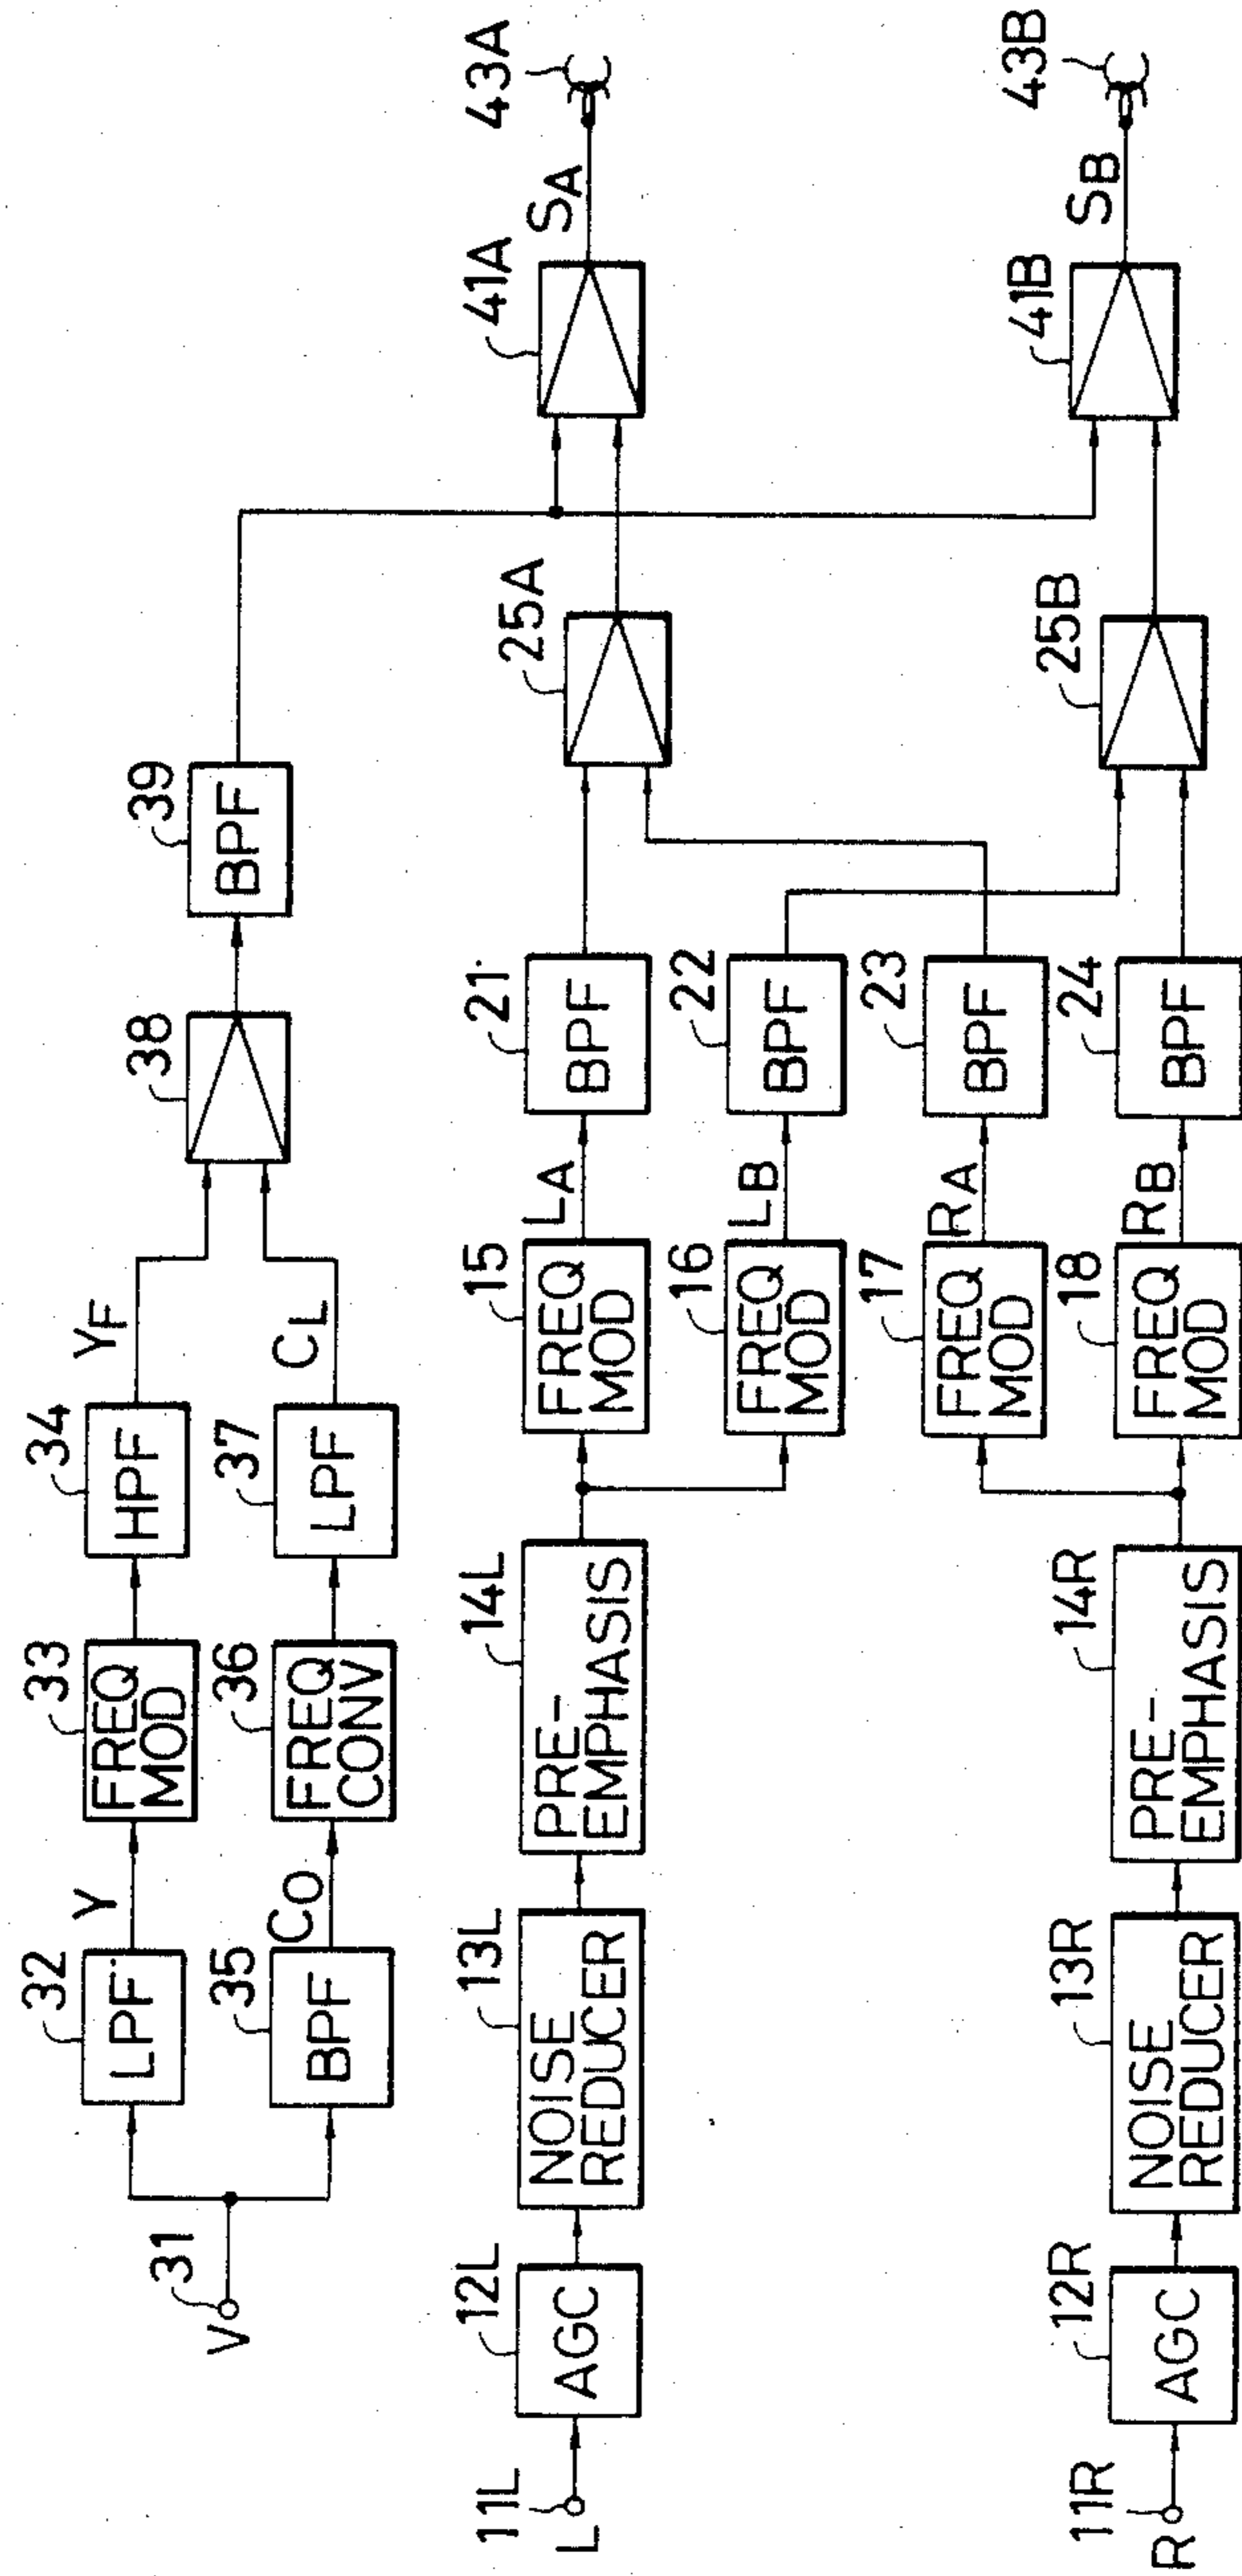 31
V
32
LPF
Y
33
FREQ
MOD
34
HPF
YF
35
BPF
CO
36
FREQ
CONV
37
LPF
CL
38
39
BPF
11L
L
12L
AGC
13L
NOISE
REDUCER
14L
PRE-
EMPHASIS
15
FREQ
MOD
LA
21
BPF
25A
41A
SA
43A
16
FREQ
MOD
LB
22
BPF
17
FREQ
MOD
RA
23
BPF
11R
R
12R
AGC
13R
NOISE
REDUCER
14R
PRE-
EMPHASIS
18
FREQ
MOD
RB
24
BPF
25B
41B
SB
43B